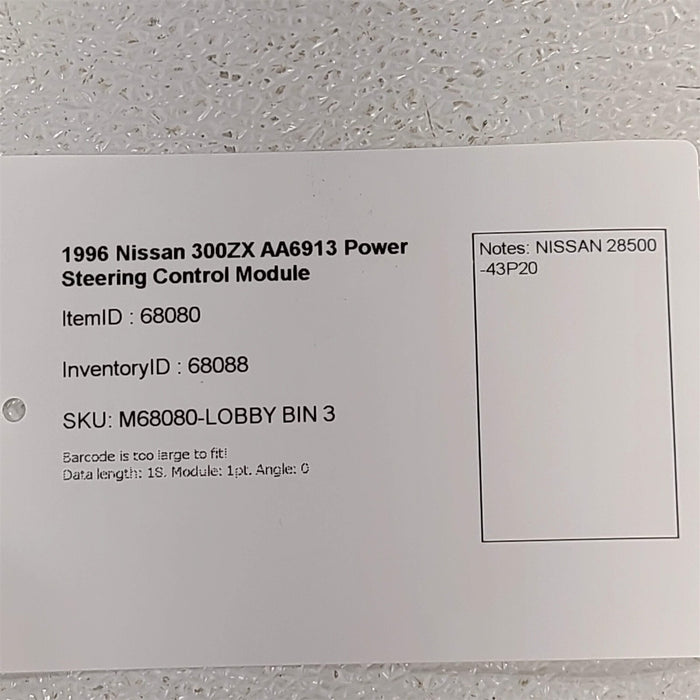 1996 Nissan 300ZX AA6913 Power
Steering Control Module
ItemID : 68080
InventoryID : 68088
SKU: M68080-LOBBY BIN 3
Barcode is too large to fit!
Data length: 18. Module: 1pt. Angle: 0
Notes: NISSAN 28500
-43P20